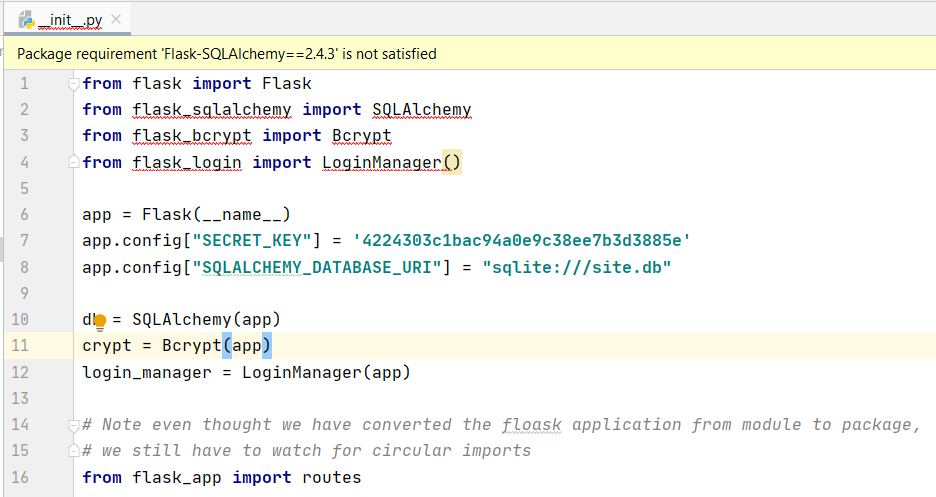 __init__.py
Package requirement 'Flask-SQLAlchemy==2.4.3' is not satisfied
1 from flask import Flask
2 from flask_sqlalchemy import SQLAlchemy
3 from flask_bcrypt import Bcrypt
4 from flask_login import LoginManager()
5
6 app = Flask(__name__)
7 app.config["SECRET_KEY"] = '4224303c1bac94a0e9c38ee7b3d3885e'
8 app.config["SQLALCHEMY_DATABASE_URI"] = "sqlite:///site.db"
9
10 db = SQLAlchemy(app)
11 crypt = Bcrypt(app)
12 login_manager = LoginManager(app)
13
14 # Note even thought we have converted the floask application from module to package,
15 # we still have to watch for circular imports
16 from flask_app import routes